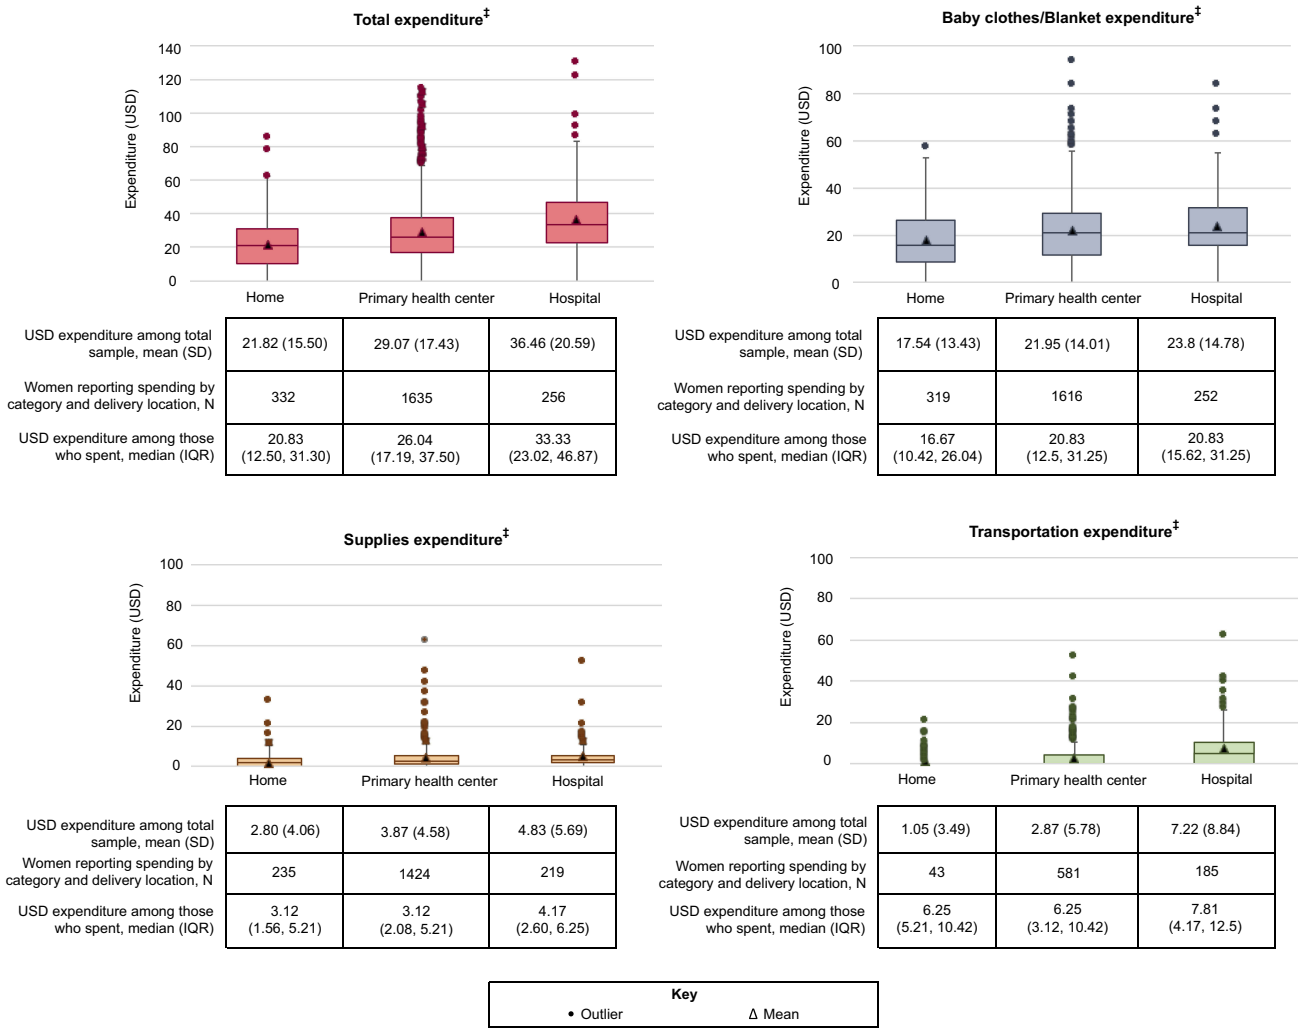 Total expenditure‡
Expenditure (USD)
140
120
100
80
60
40
20
0
Home Primary health center Hospital
USD expenditure among total
sample, mean (SD)
21.82 (15.50) 29.07 (17.43) 36.46 (20.59)
Women reporting spending by
category and delivery location, N
332 1635 256
USD expenditure among those
who spent, median (IQR)
20.83 26.04 33.33
(12.50, 31.30) (17.19, 37.50) (23.02, 46.87)
Baby clothes/Blanket expenditure‡
Expenditure (USD)
100
80
60
40
20
0
Home Primary health center Hospital
USD expenditure among total
sample, mean (SD)
17.54 (13.43) 21.95 (14.01) 23.8 (14.78)
Women reporting spending by
category and delivery location, N
319 1616 252
USD expenditure among those
who spent, median (IQR)
16.67 20.83 20.83
(10.42, 26.04) (12.5, 31.25) (15.62, 31.25)
Supplies expenditure‡
Expenditure (USD)
100
80
60
40
20
0
Home Primary health center Hospital
USD expenditure among total
sample, mean (SD)
2.80 (4.06) 3.87 (4.58) 4.83 (5.69)
Women reporting spending by
category and delivery location, N
235 1424 219
USD expenditure among those
who spent, median (IQR)
3.12 3.12 4.17
(1.56, 5.21) (2.08, 5.21) (2.60, 6.25)
Transportation expenditure‡
Expenditure (USD)
100
80
60
40
20
0
Home Primary health center Hospital
USD expenditure among total
sample, mean (SD)
1.05 (3.49) 2.87 (5.78) 7.22 (8.84)
Women reporting spending by
category and delivery location, N
43 581 185
USD expenditure among those
who spent, median (IQR)
6.25 6.25 7.81
(5.21, 10.42) (3.12, 10.42) (4.17, 12.5)
Key
• Outlier Δ Mean